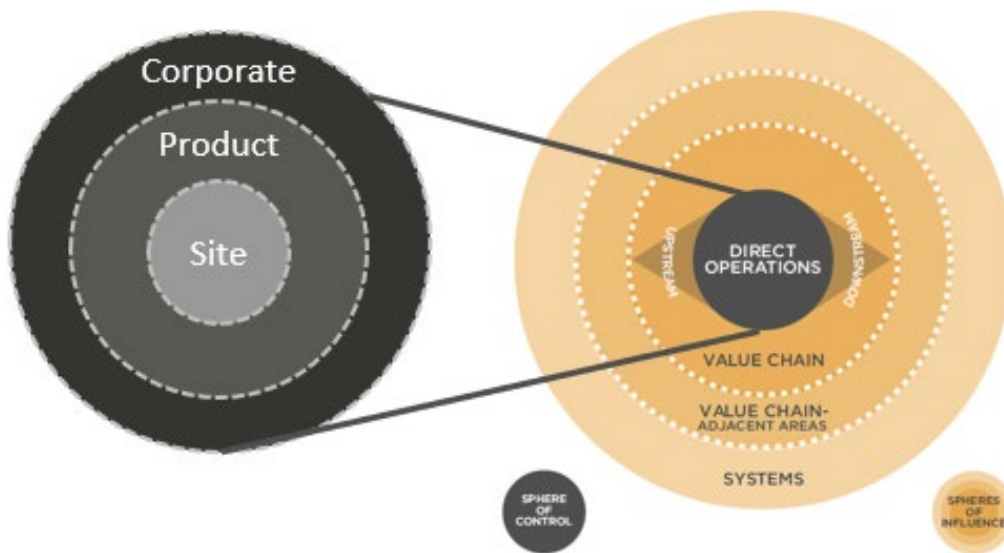 Corporate
Product
Site
UPSTREAM
DIRECT
OPERATIONS
DOWNSTREAM
VALUE CHAIN
VALUE CHAIN-
ADJACENT AREAS
SYSTEMS
SPHERE
OF
CONTROL
SPHERES
OF
INFLUENCE